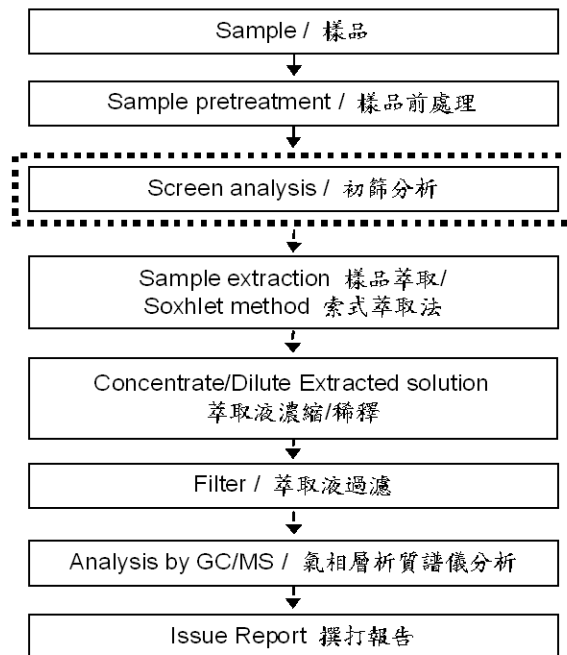 Sample / 樣品
Sample pretreatment / 樣品前處理
Screen analysis / 初篩分析
Sample extraction 樣品萃取/
Soxhlet method 索式萃取法
Concentrate/Dilute Extracted solution
萃取液濃縮/稀釋
Filter / 萃取液過濾
Analysis by GC/MS / 氣相層析質譜儀分析
Issue Report 撰打報告